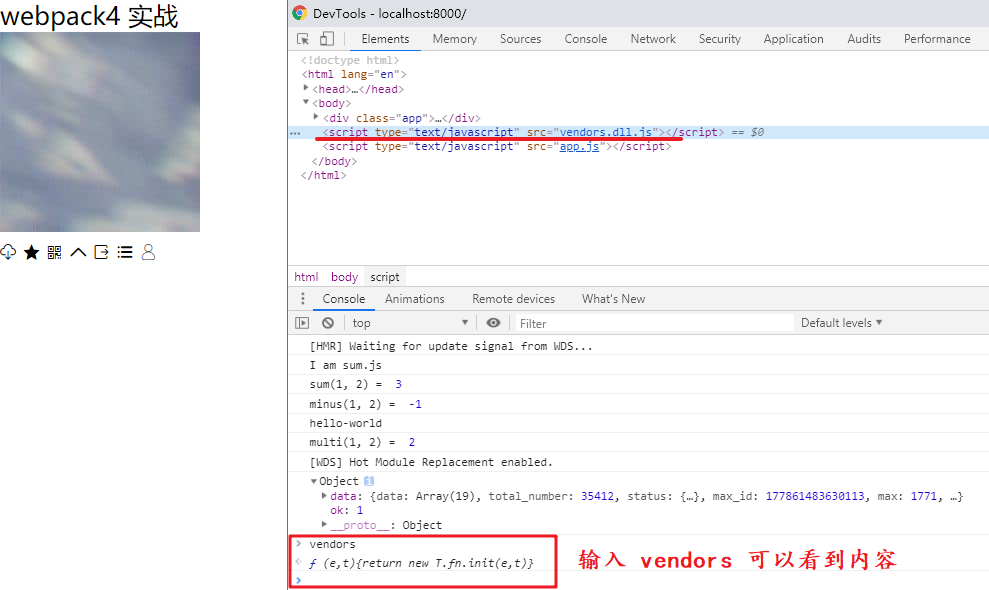 webpack4 实战
DevTools - localhost:8000/
Elements Memory Sources Console Network Security Application Audits Performance
<!doctype html>
<html lang="en">
<head>…</head>
<body>
<div class="app">…</div>
<script type="text/javascript" src="vendors.dll.js"></script> == $0
<script type="text/javascript" src="app.js"></script>
</body>
</html>
html body script
Console Animations Remote devices What's New
top Filter Default levels
[HMR] Waiting for update signal from WDS...
I am sum.js
sum(1, 2) = 3
minus(1, 2) = -1
hello-world
multi(1, 2) = 2
[WDS] Hot Module Replacement enabled.
Object
data: {data: Array(19), total_number: 35412, status: {…}, max_id: 177861483630113, max: 1771, …}
ok: 1
__proto__: Object
vendors
ƒ (e,t){return new T.fn.init(e,t)}
输入 vendors 可以看到内容